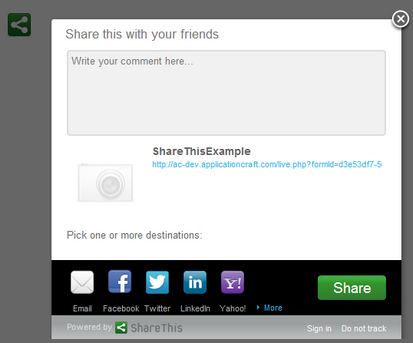 Share this with your friends
Write your comment here...
ShareThisExample
http://ac-dev.applicationcraft.com/live.php?formId=d3e53df7-5
Pick one or more destinations:
Email Facebook Twitter LinkedIn Yahoo! More
Share
Powered by ShareThis
Sign in Do not track